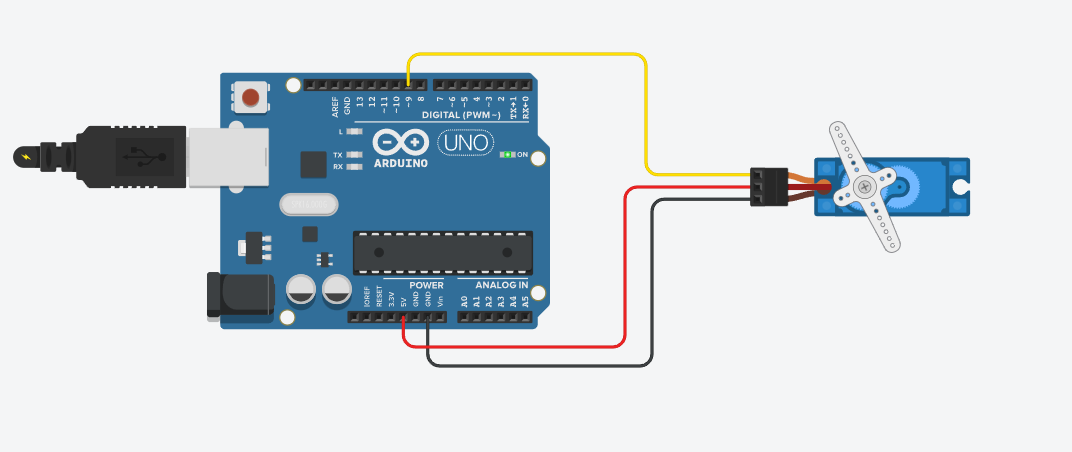 AREF
GND
13
12
~11
~10
~9
8
7
~6
~5
4
~3
2
TX→1
RX←0
DIGITAL (PWM~)
L
TX
RX
UNO
ON
ARDUINO
POWER
ANALOG IN
IOREF
RESET
3.3V
5V
GND
GND
Vin
A0
A1
A2
A3
A4
A5